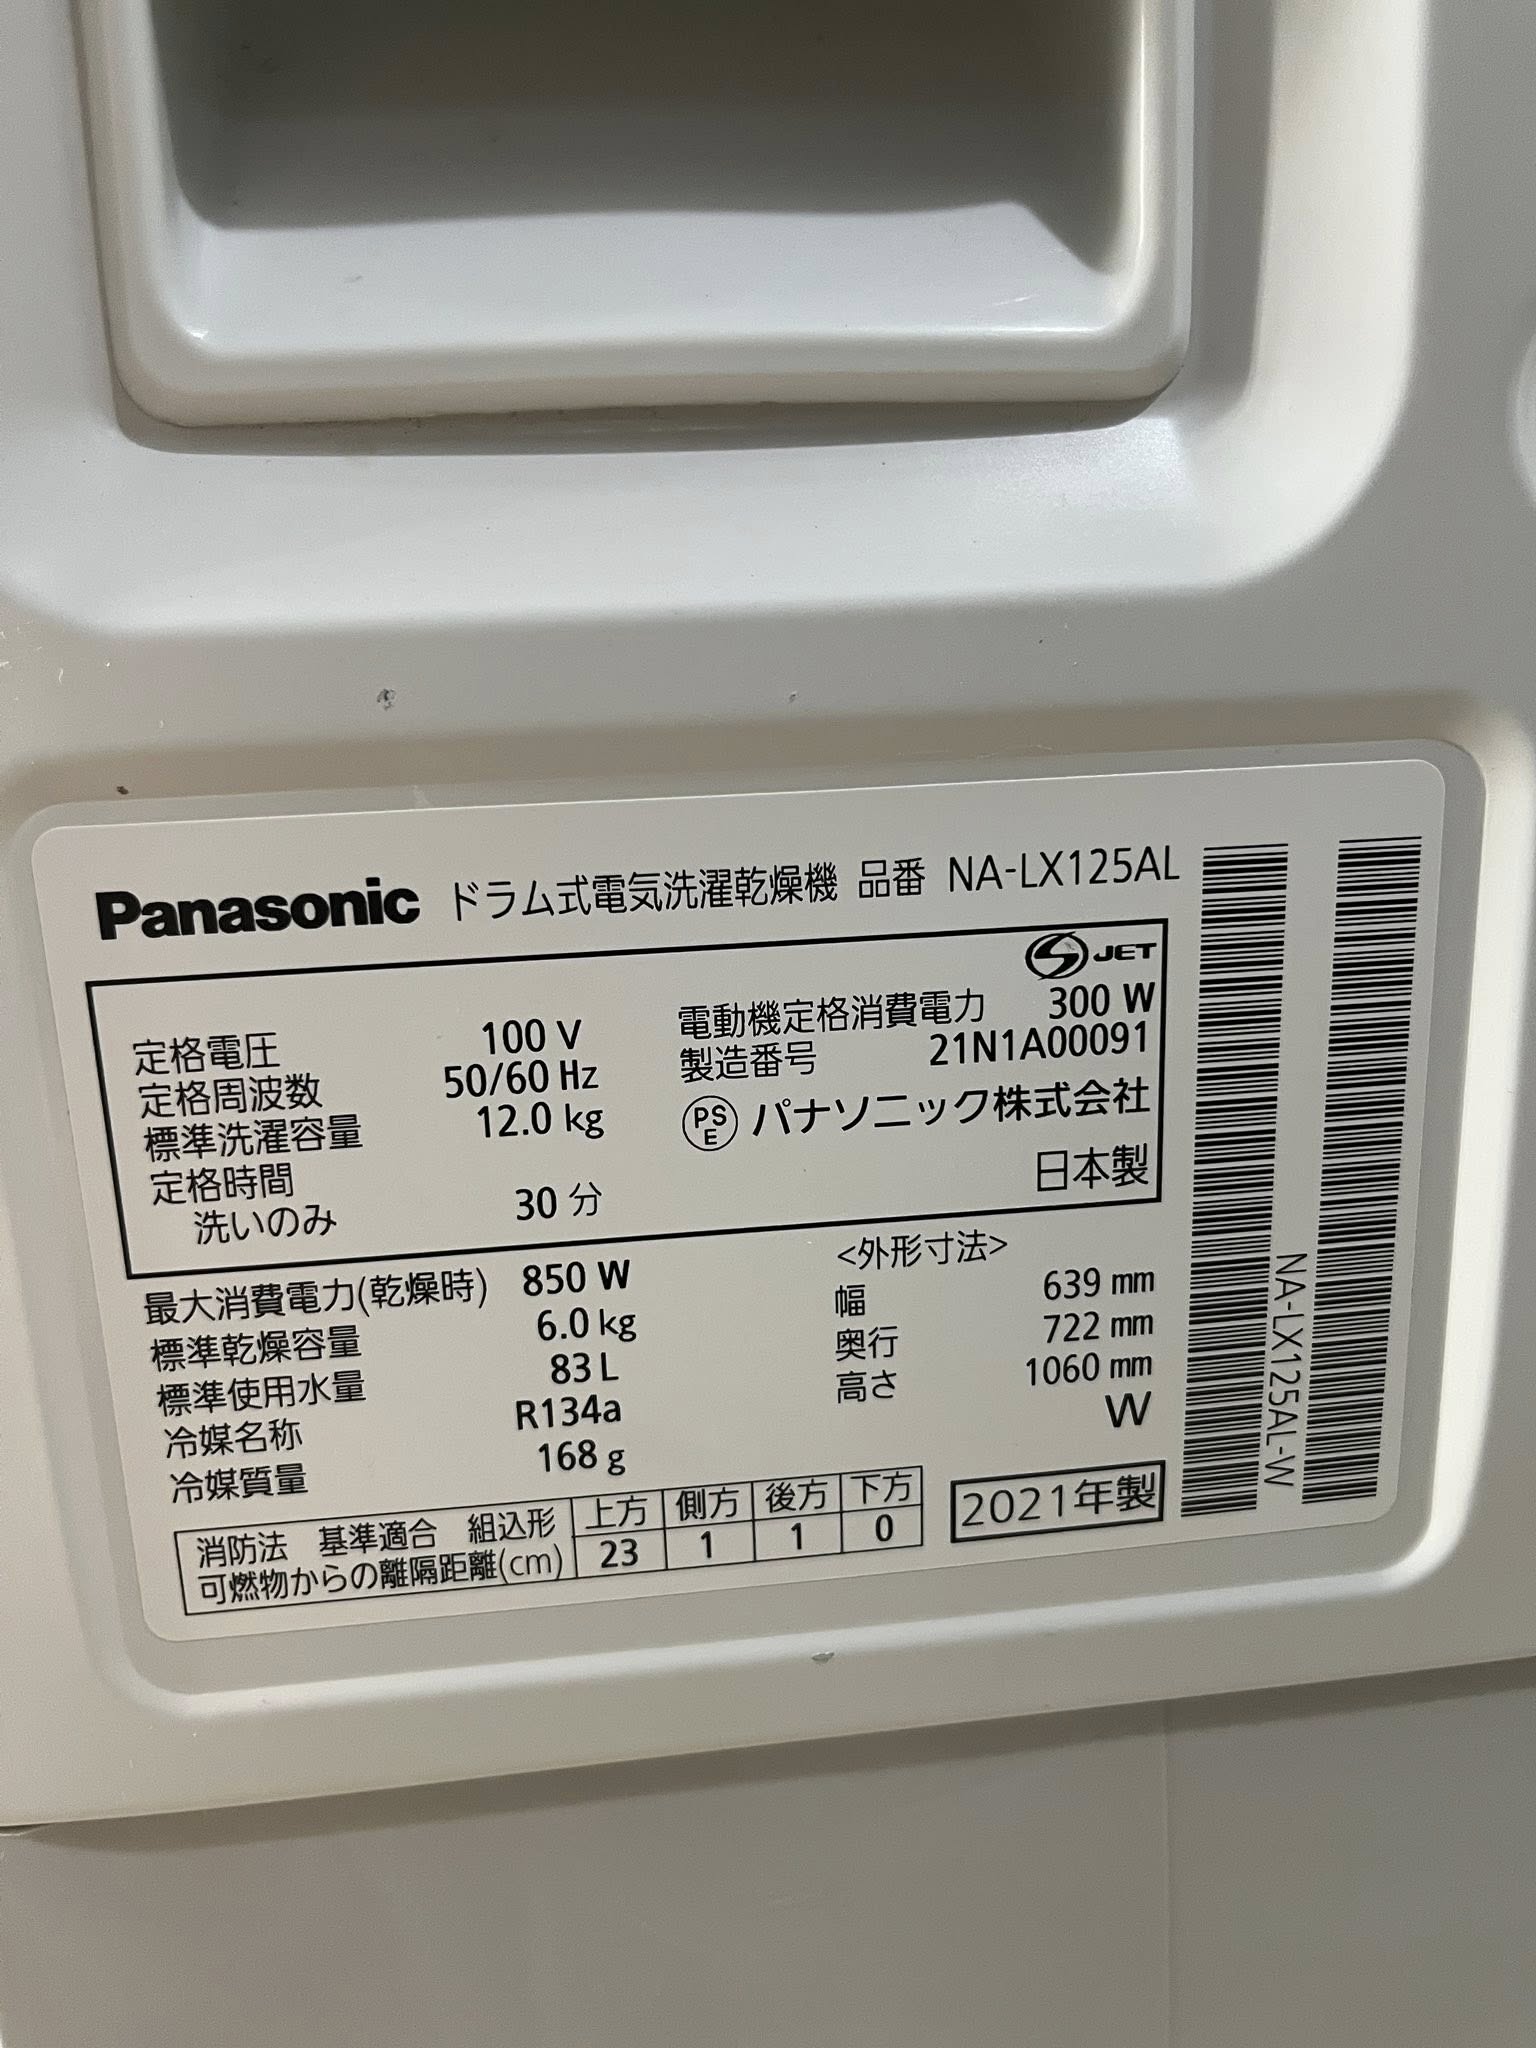 Panasonic ドラム式電気洗濯乾燥機 品番 NA-LX125AL
JET
定格電圧 100 V
定格周波数 50/60 Hz
標準洗濯容量 12.0 kg
定格時間
洗いのみ 30 分
電動機定格消費電力 300 W
製造番号 21N1A00091
PSE パナソニック株式会社
日本製
最大消費電力(乾燥時) 850 W
標準乾燥容量 6.0 kg
標準使用水量 83 L
冷媒名称 R134a
冷媒質量 168 g
<外形寸法>
幅 639 mm
奥行 722 mm
高さ 1060 mm
W
消防法 基準適合 組込形 上方 側方 後方 下方
可燃物からの離隔距離(cm) 23 1 1 0
2021年製
NA-LX125AL-W